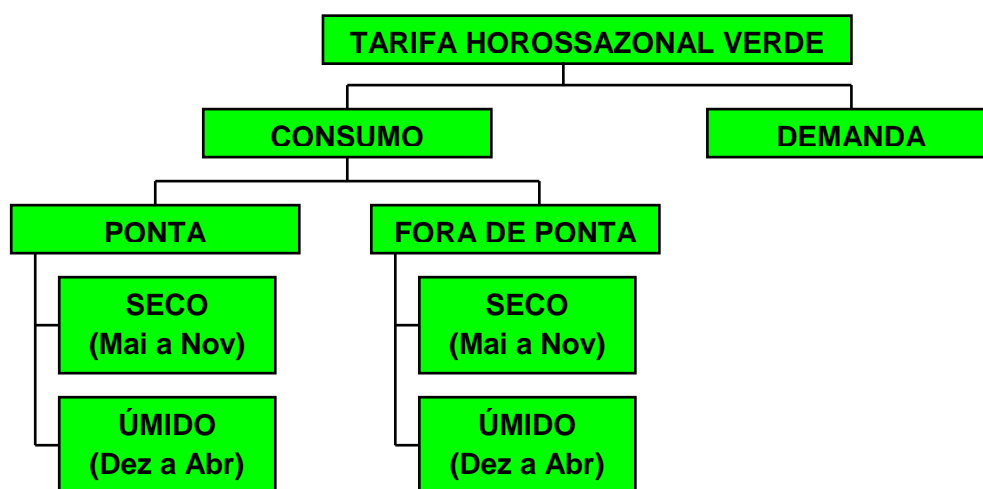 TARIFA HOROSSAZONAL VERDE
CONSUMO
DEMANDA
PONTA
FORA DE PONTA
SECO
(Mai a Nov)
SECO
(Mai a Nov)
ÚMIDO
(Dez a Abr)
ÚMIDO
(Dez a Abr)